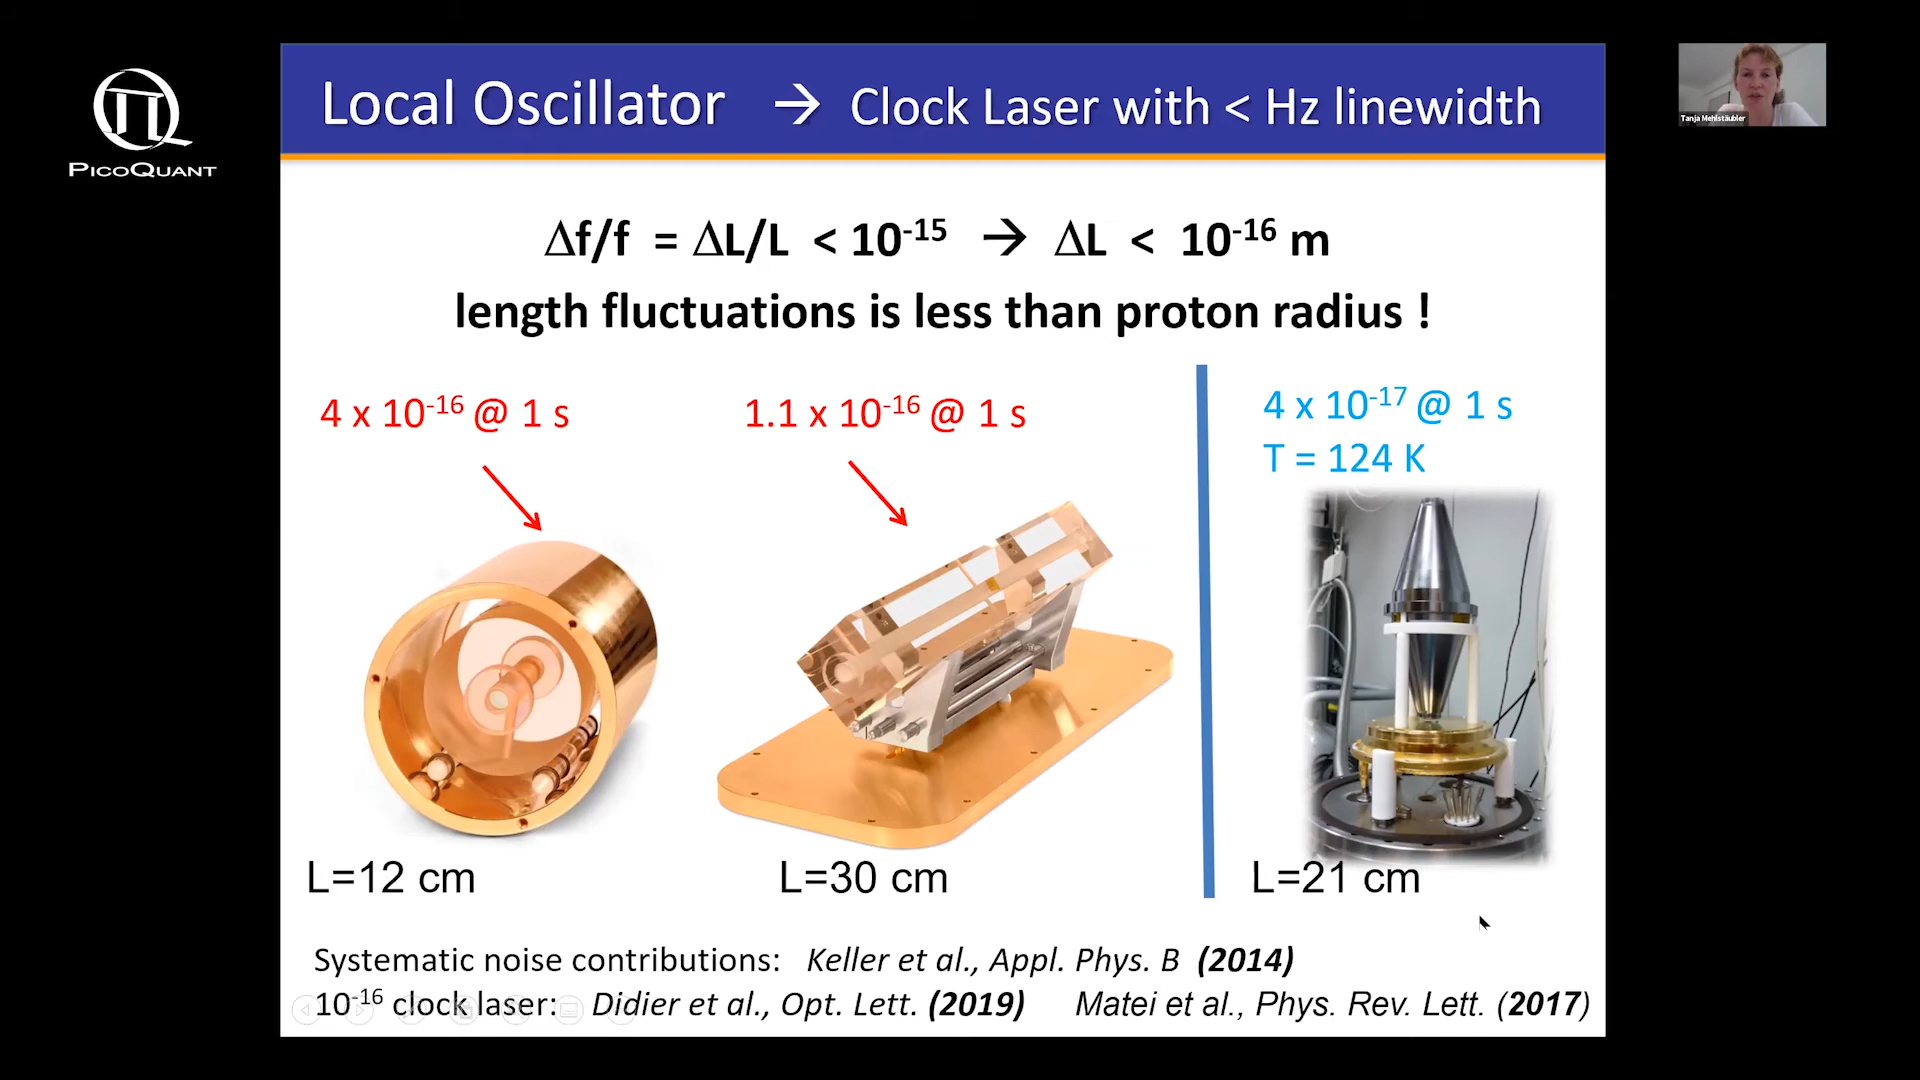 PICOQUANT
Tanja Mehlstäubler
Local Oscillator → Clock Laser with < Hz linewidth
Δf/f = ΔL/L < 10⁻¹⁵ → ΔL < 10⁻¹⁶ m
length fluctuations is less than proton radius !
4 x 10⁻¹⁶ @ 1 s
1.1 x 10⁻¹⁶ @ 1 s
4 x 10⁻¹⁷ @ 1 s
T = 124 K
L=12 cm
L=30 cm
L=21 cm
Systematic noise contributions: Keller et al., Appl. Phys. B (2014)
10⁻¹⁶ clock laser: Didier et al., Opt. Lett. (2019) Matei et al., Phys. Rev. Lett. (2017)